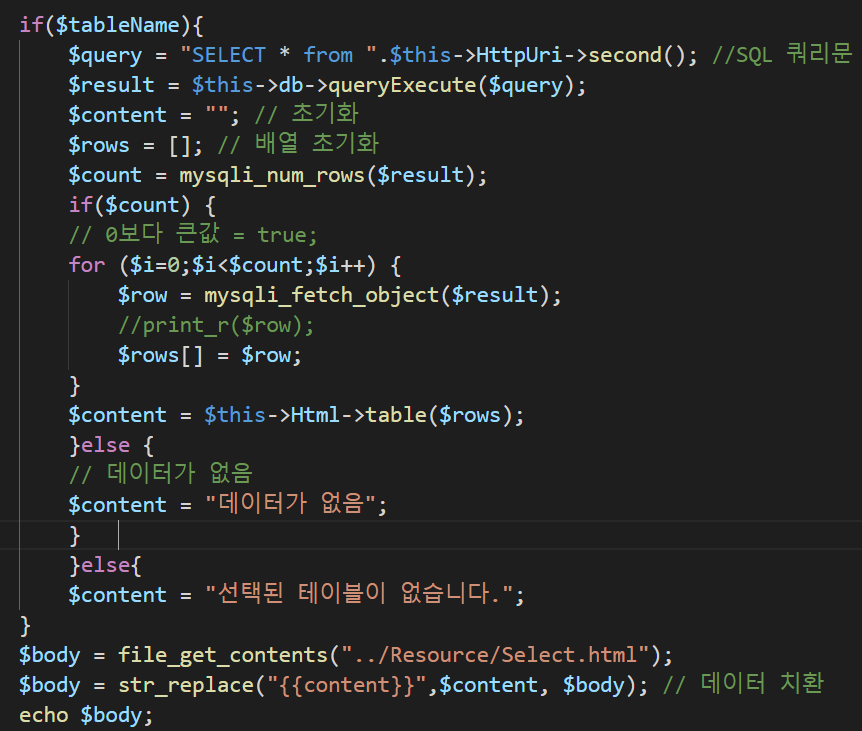 if($tableName){
$query = "SELECT * from ".$this->HttpUri->second(); //SQL 쿼리문
$result = $this->db->queryExecute($query);
$content = ""; // 초기화
$rows = []; // 배열 초기화
$count = mysqli_num_rows($result);
if($count) {
// 0보다 큰값 = true;
for ($i=0;$i<$count;$i++) {
$row = mysqli_fetch_object($result);
//print_r($row);
$rows[] = $row;
}
$content = $this->Html->table($rows);
}else {
// 데이터가 없음
$content = "데이터가 없음";
}
}else{
$content = "선택된 테이블이 없습니다.";
}
$body = file_get_contents("../Resource/Select.html");
$body = str_replace("{{content}}",$content, $body); // 데이터 치환
echo $body;